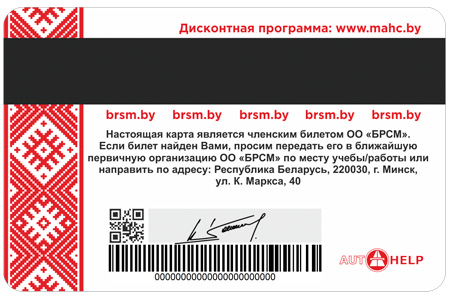 Дисконтная программа: www.mahc.by
brsm.by brsm.by brsm.by brsm.by brsm.by
Настоящая карта является членским билетом ОО «БРСМ».
Если билет найден Вами, просим передать его в ближайшую
первичную организацию ОО «БРСМ» по месту учебы/работы или
направить по адресу: Республика Беларусь, 220030, г. Минск,
ул. К. Маркса, 40
AUTO HELP